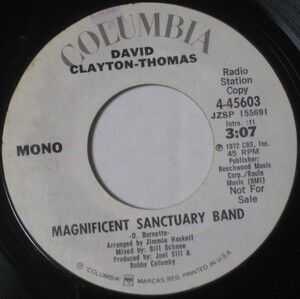 COLUMBIA
DAVID
CLAYTON-THOMAS
Radio
Station
Copy
4-45603
JZSP 155691
Intro. :11
3:07
MONO
℗ 1972 CBS, Inc.
45 RPM
Publisher:
Beechwood Music
Corp./Racle
Music (BMI)
Not For
Sale
MAGNIFICENT SANCTUARY BAND
-D. Burnette-
Arranged by Jimmie Haskell
Mixed by: Bill Schnee
Produced by: Joel Sill &
Bobby Colomby
® "COLUMBIA" MARCAS REG. PRINTED IN U.S.A.